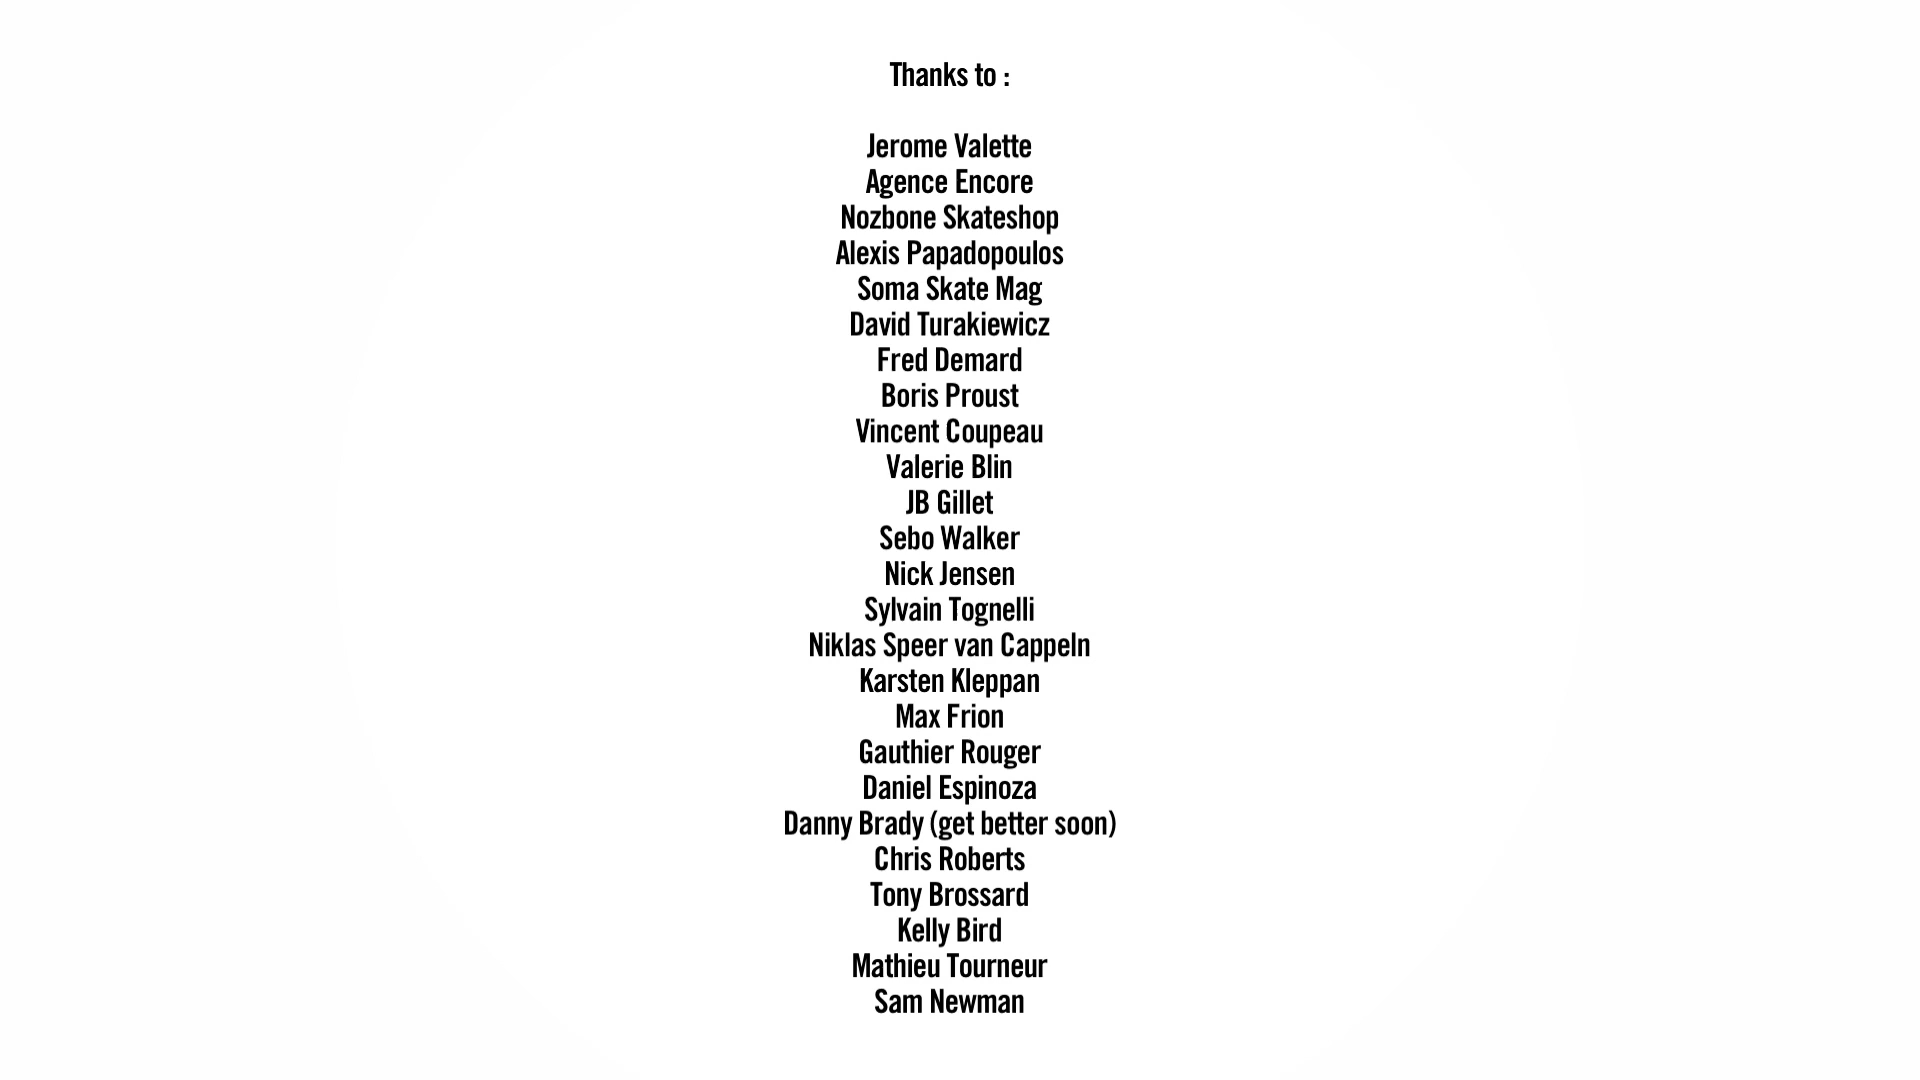 Thanks to :
Jerome Valette
Agence Encore
Nozbone Skateshop
Alexis Papadopoulos
Soma Skate Mag
David Turakiewicz
Fred Demard
Boris Proust
Vincent Coupeau
Valerie Blin
JB Gillet
Sebo Walker
Nick Jensen
Sylvain Tognelli
Niklas Speer van Cappeln
Karsten Kleppan
Max Frion
Gauthier Rouger
Daniel Espinoza
Danny Brady (get better soon)
Chris Roberts
Tony Brossard
Kelly Bird
Mathieu Tourneur
Sam Newman